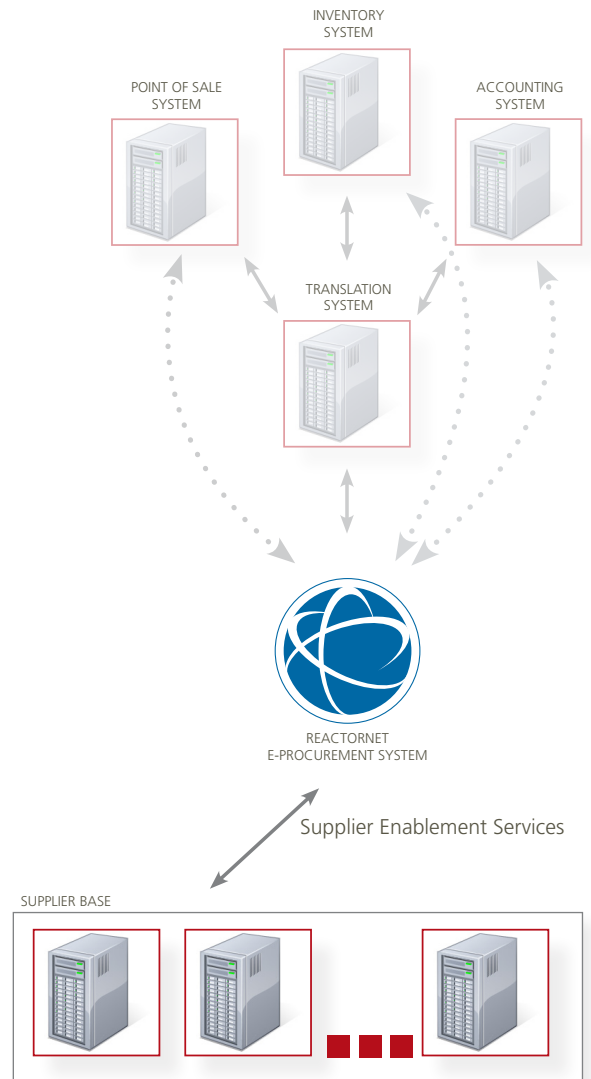 INVENTORY
SYSTEM
POINT OF SALE
SYSTEM
ACCOUNTING
SYSTEM
TRANSLATION
SYSTEM
REACTORNET
E-PROCUREMENT SYSTEM
Supplier Enablement Services
SUPPLIER BASE